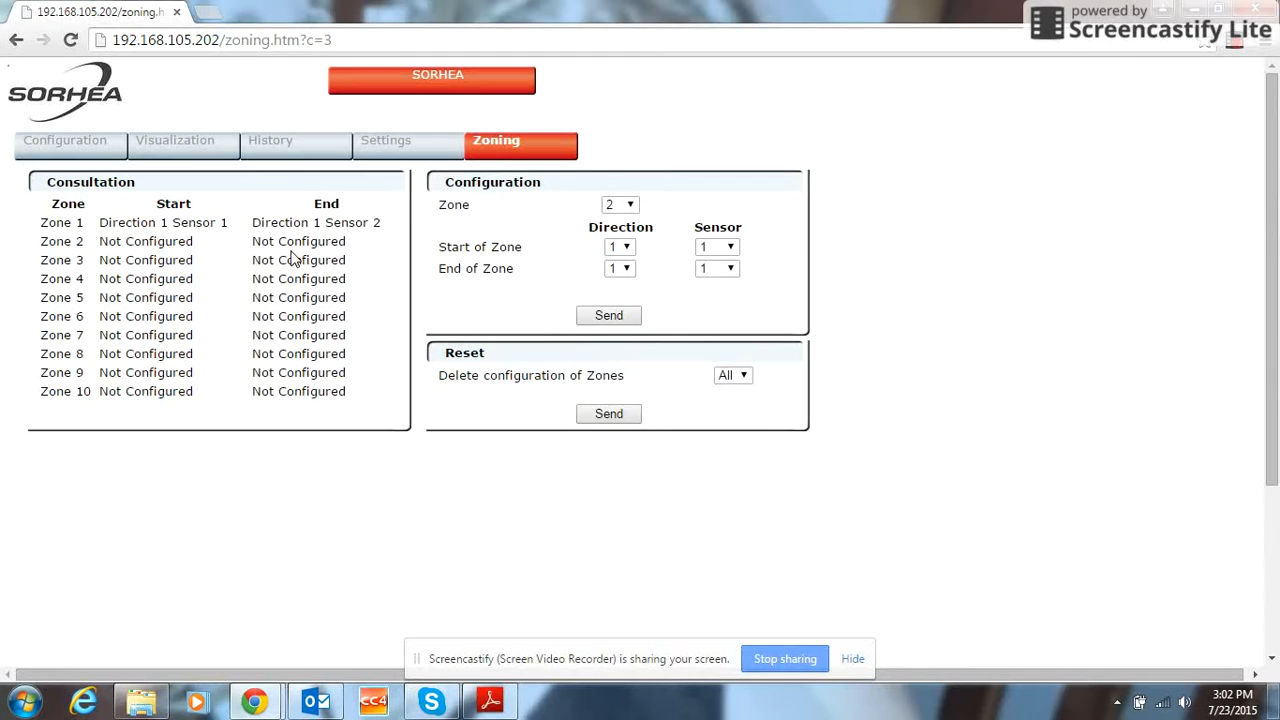 192.168.105.202/zoning.h
powered by
Screencastify Lite
192.168.105.202/zoning.htm?c=3
SORHEA
SORHEA
Configuration Visualization History Settings Zoning
Consultation
Zone Start End
Zone 1 Direction 1 Sensor 1 Direction 1 Sensor 2
Zone 2 Not Configured Not Configured
Zone 3 Not Configured Not Configured
Zone 4 Not Configured Not Configured
Zone 5 Not Configured Not Configured
Zone 6 Not Configured Not Configured
Zone 7 Not Configured Not Configured
Zone 8 Not Configured Not Configured
Zone 9 Not Configured Not Configured
Zone 10 Not Configured Not Configured
Configuration
Zone 2
Direction Sensor
Start of Zone 1 1
End of Zone 1 1
Send
Reset
Delete configuration of Zones All
Send
Screencastify (Screen Video Recorder) is sharing your screen. Stop sharing Hide
CC4
3:02 PM
7/23/2015